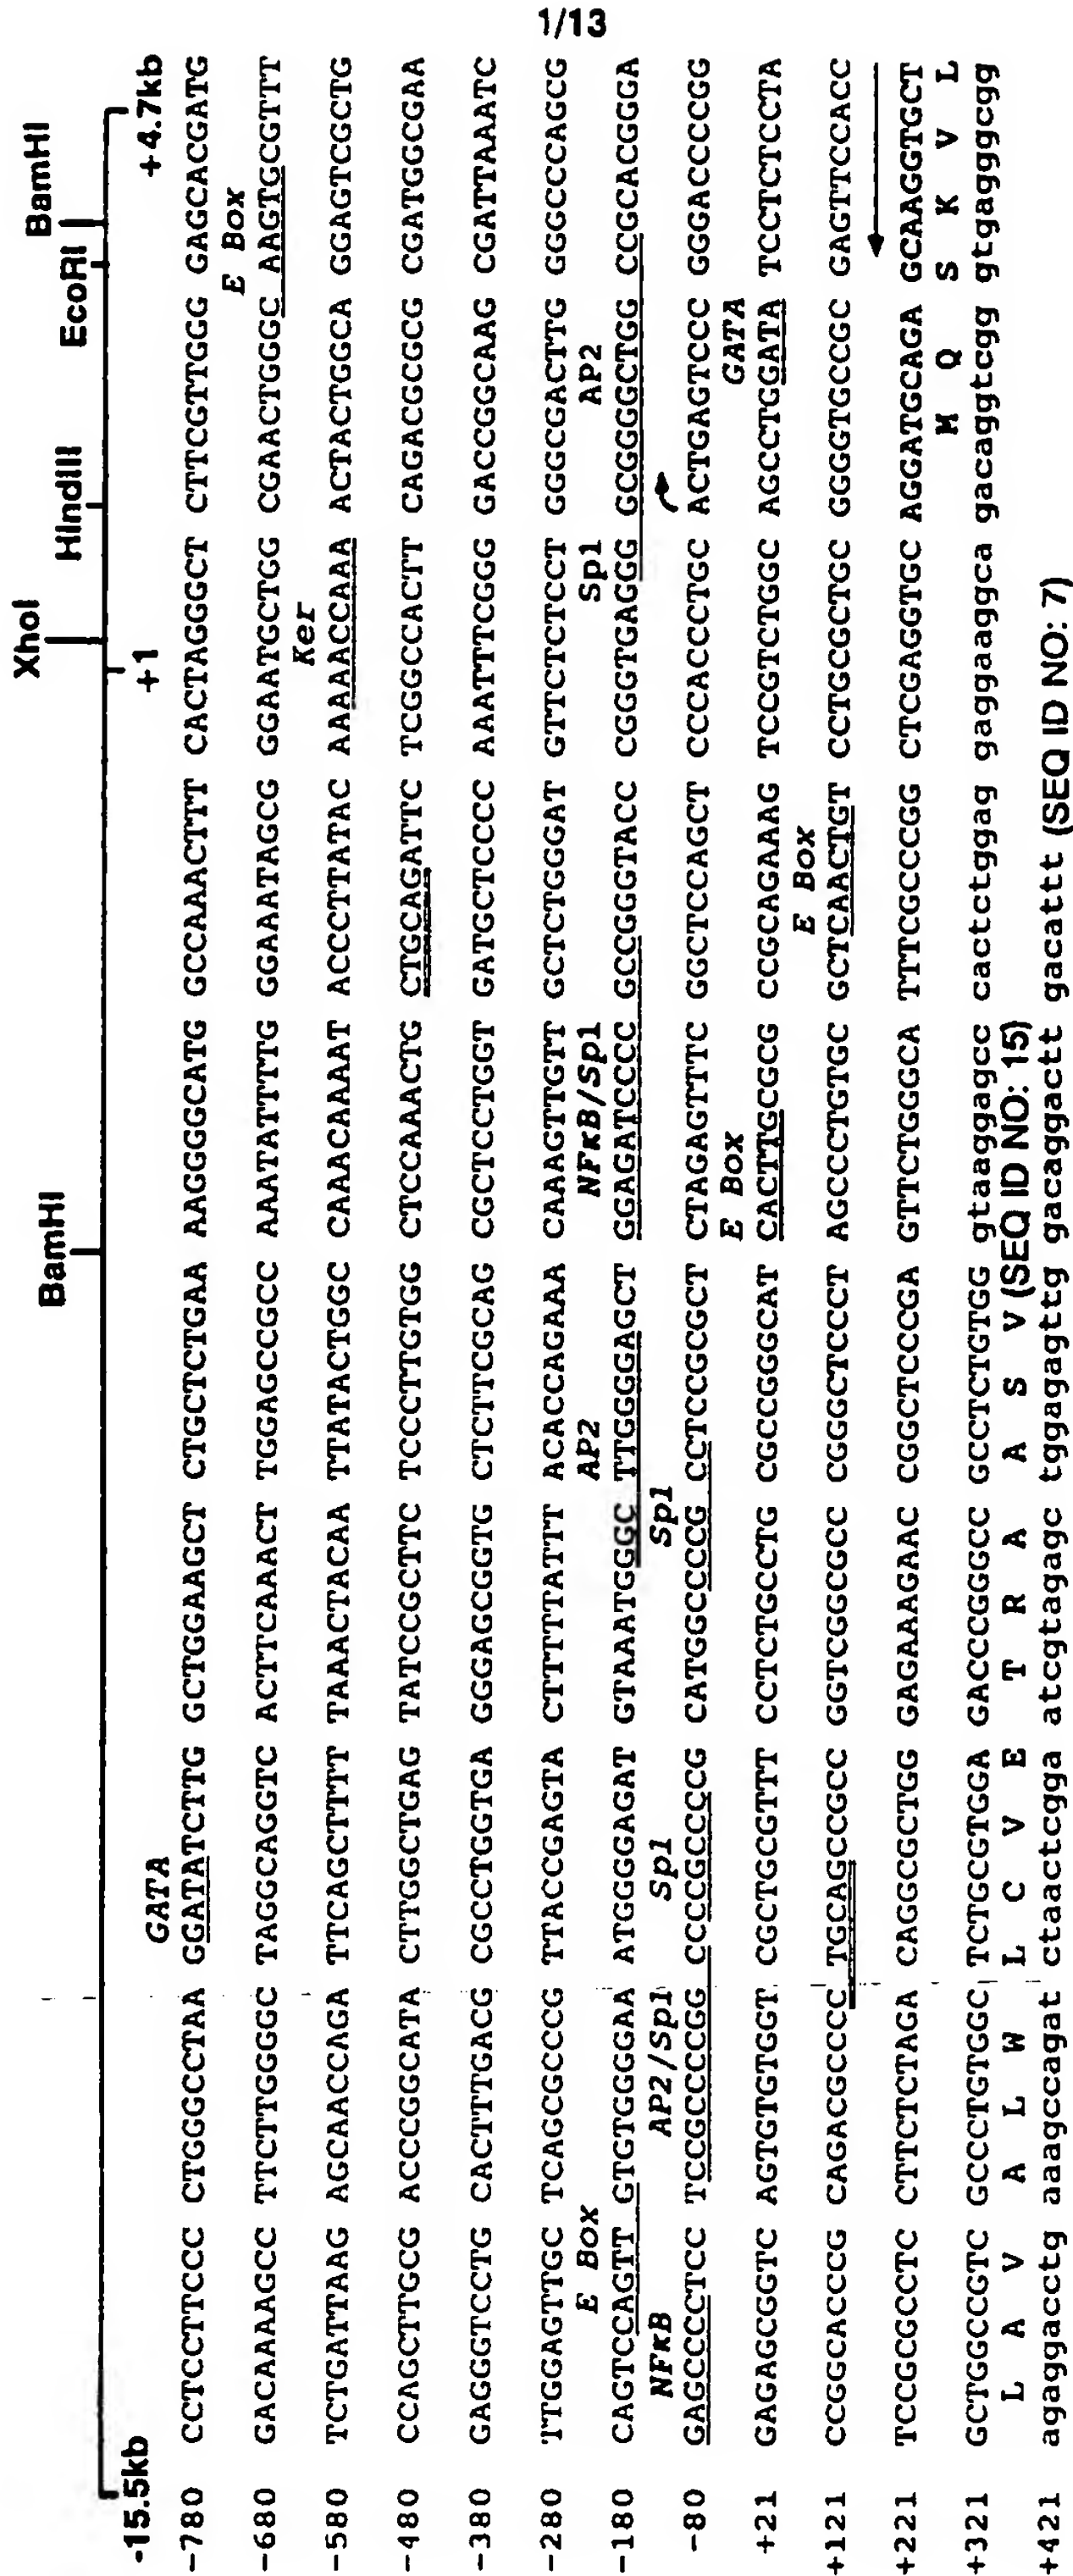 1/13
BamHI XhoI HindIII EcoRI BamHI
-15.5kb +1 +4.7kb
GATA
-780 CCTCCTTCCC CTGGGCCTAA GGATATCTTG GCTGGAAGCT CTGCTCTGAA AAGGGGCATG GCCAAACTTT CACTAGGGCT CTTCGTTGGG GAGCACGATG
E Box
-680 GACAAAAGCC TTCTTGGGGC TAGGCAGGTC ACTTCAAACT TGGAGCCGCC AAATATTTTG GGAAATAGCG GGAATGCTGG CGAACTGGGC AAGTGCGTTT
Ker
-580 TCTGATTAAG AGCAACCAGA TTCAGCTTTT TAAACTACAA TTATACTGGC CAAACAAAAT ACCCTTATAC AAAAACCAAA ACTACTGGCA GGAGTCGCTG
-480 CCAGCTTGCG ACCCGGCATA CTTGGCTGAG TATCCGCTTC TCCCTTGTGG CTCCAAACTG CTGCAGATTC TCGGCCACTT CAGACGCGCG CGATGGCGAA
-380 GAGGGTCCTG CACTTTGACG CGCCTGGTGA GGGAGCGGTG CTCTTCGCAG CGCTCCTGGT GATGCTCCCC AAATTTCGGG GACCGGCAAG CGATTAAATC
-280 TTGGAGTTGC TCAGCGCCCG TTACCGAGTA CTTTTTATTT ACACCAGAAA CAAAGTTGTT GCTCTGGGAT GTTCTCTCCT GGGCGACTTG GGGCCCAGCG
E Box AP2 NFκB/Sp1 Sp1 AP2
-180 CAGTCCAGTT GTGTGGGGAA ATGGGGAGAT GTAAATGGGC TTGGGGAGCT GGAGATCCCC GCCGGGTACC CGGGTGAGGG GCGGGGCTGG CCGCACGGGA
NFκB AP2/Sp1 Sp1 Sp1
-80 GAGCCCTCC TCCGCCCCGG CCCCGCCCCG CATGGCCCCG CCTCCGCGCT CTAGAGTTTC GGCTCCAGCT CCCACCCTGC ACTGAGTCCC GGGACCCCGG
E Box GATA
+21 GAGAGCGGTC AGTGTGTGGT CGCTGCGTTT CCTCTGCCTG CGCCGGGCAT CACTTGCGCG CCGCAGAAAG TCCGTCTGGC AGCCTGGATA TCCTCTCCTA
E Box
+121 CCGGCACCCG CAGACGCCCC TGCAGCCGCC GGTCGGCGCC CGGGCTCCCT AGCCCTGTGC GCTCAACTGT CCTGCGCTGC GGGGTGCCGC GAGTTCCACC
+221 TCCGCGCCTC CTTCTCTAGA CAGGCGCTGG GAGAAAGAAC CGGCTCCCGA GTTCTGGGCA TTTCGCCCGG CTCGAGGTGC AGGATGCAGA GCAAGGTGCT
M Q S K V L
+321 GCTGGCCGTC GCCCTGTGGC TCTGCGTGGA GACCCGGGCC GCCTCTGTGG gtaaggagcc cactctggag gaggaaggca gacaggtcgg gtgagggcgg
L A V A L W L C V E T R A A S V (SEQ ID NO: 15)
+421 agaggacctg aaagccagat ctaactcgga atcgtagagc tggagagttg gacaggactt gacattt (SEQ ID NO: 7)